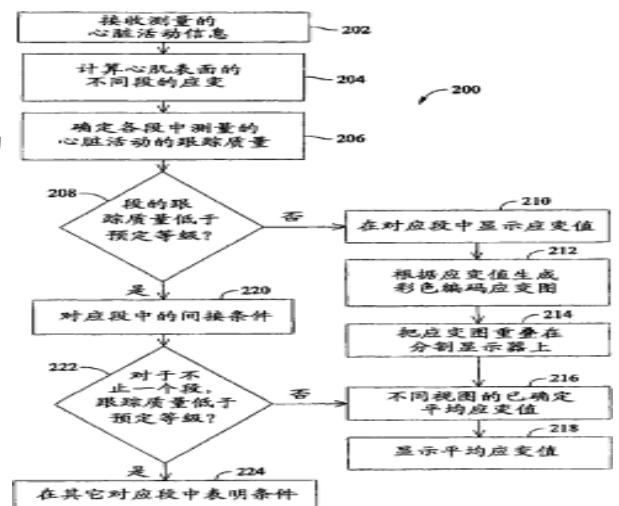 接收测量的
心脏活动信息
202
计算心肌表面的
不同段的应变
204
200
确定各段中测量的
心脏活动的跟踪质量
206
208
段的跟
踪质量低于
预定等级?
否
210
在对应段中显示应变值
212
根据应变值生成
彩色编码应变图
214
把应变图重叠在
分割显示器上
是
220
对应段中的间接条件
222
对于不
止一个段,
跟踪质量低于
预定等级?
否
216
不同视图的已确定
平均应变值
218
显示平均应变值
是
224
在其它对应段中表明条件